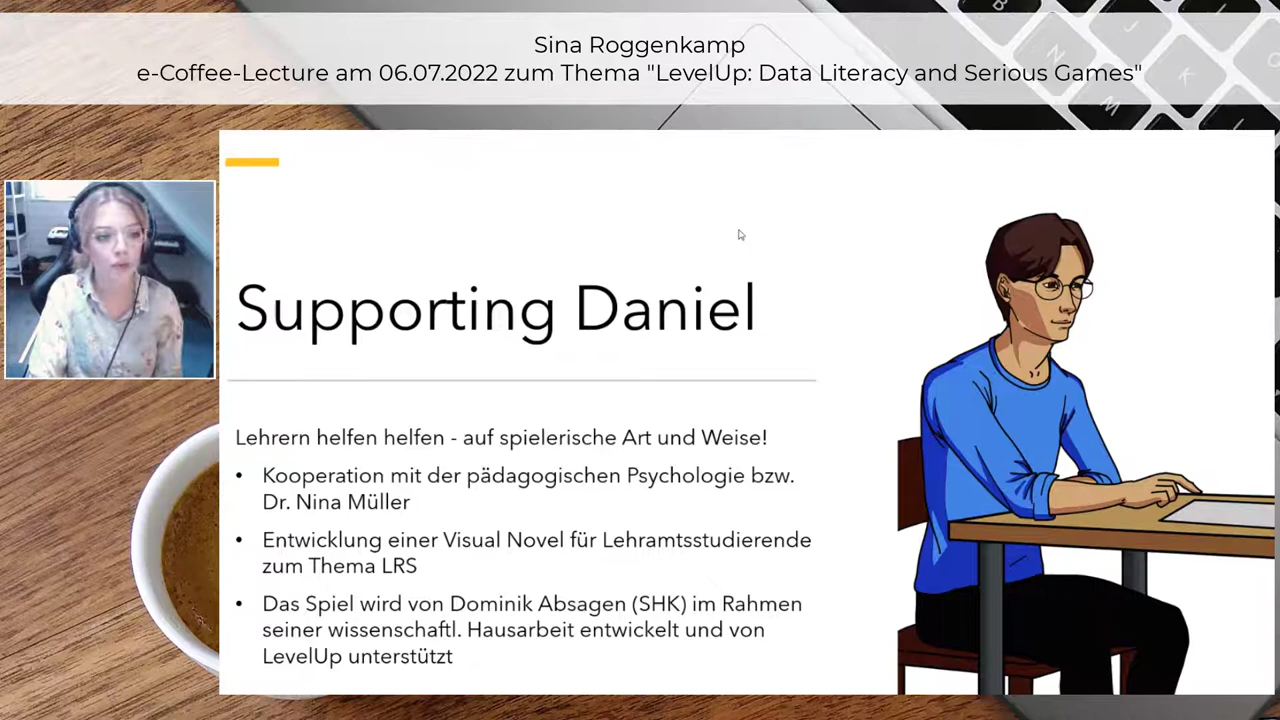 Sina Roggenkamp
e-Coffee-Lecture am 06.07.2022 zum Thema "LevelUp: Data Literacy and Serious Games"
Supporting Daniel
Lehrern helfen helfen - auf spielerische Art und Weise!
• Kooperation mit der pädagogischen Psychologie bzw.
Dr. Nina Müller
• Entwicklung einer Visual Novel für Lehramtsstudierende
zum Thema LRS
• Das Spiel wird von Dominik Absagen (SHK) im Rahmen
seiner wissenschaftl. Hausarbeit entwickelt und von
LevelUp unterstützt